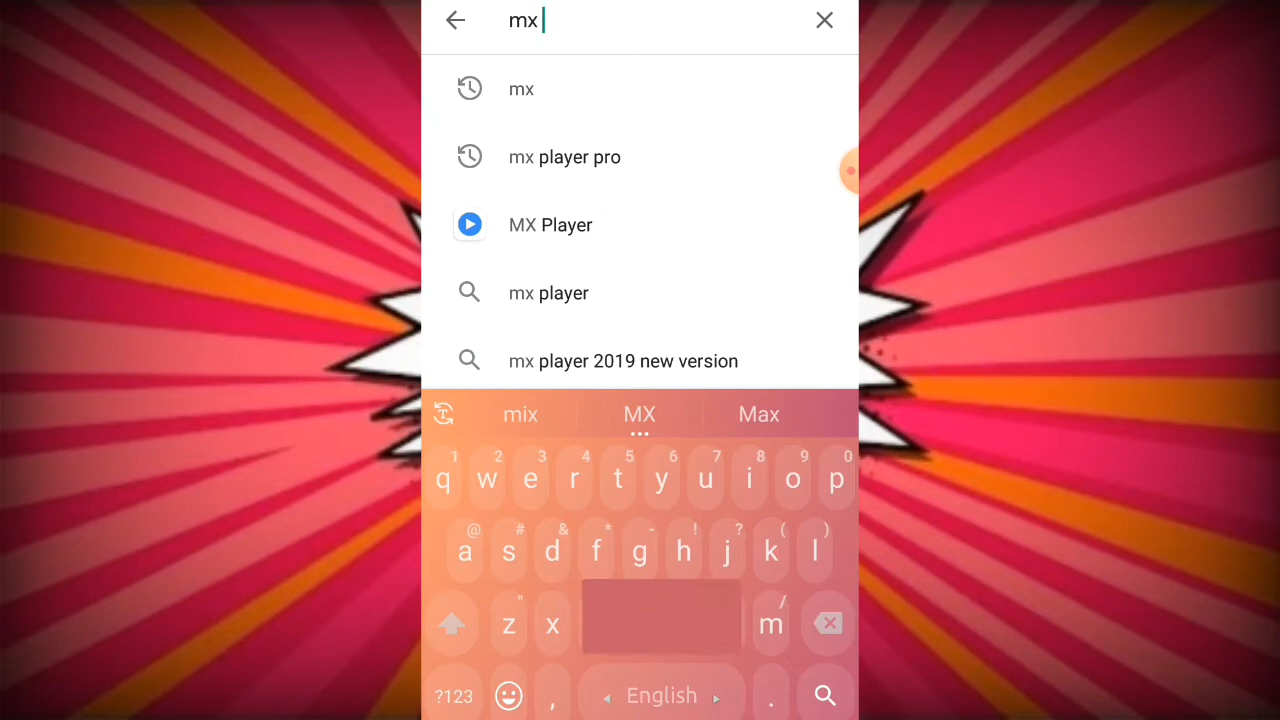 mx
mx
mx player pro
MX Player
mx player
mx player 2019 new version
mix MX Max
1 2 3 4 5 6 7 8 9 0
q w e r t y u i o p
@ # & * - ! ? ( )
a s d f g h j k l
" /
z x m
?123 , English .